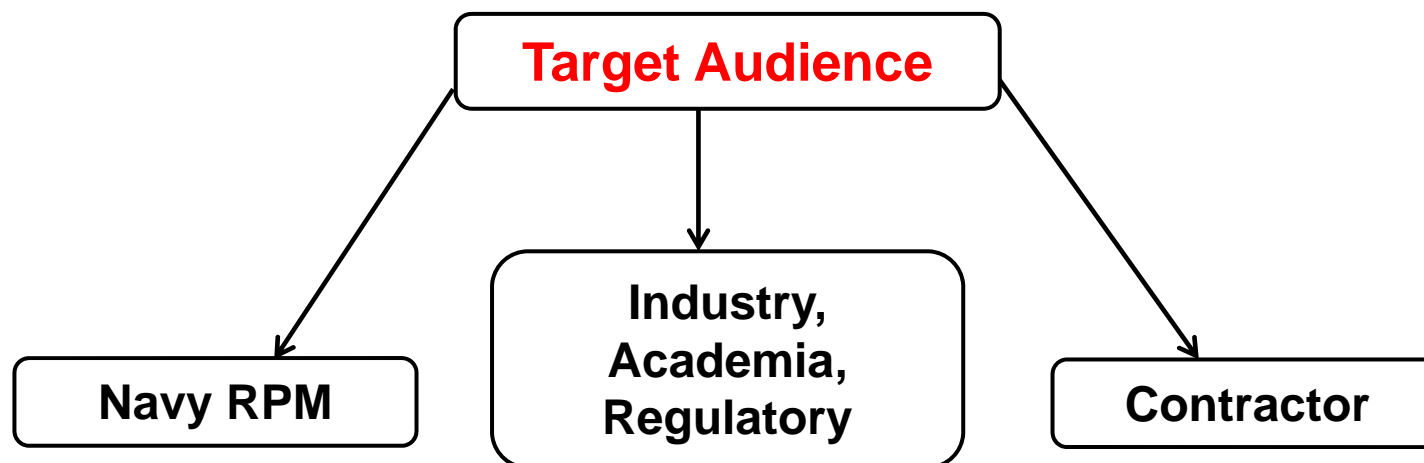 Target Audience
Navy RPM
Industry,
Academia,
Regulatory
Contractor